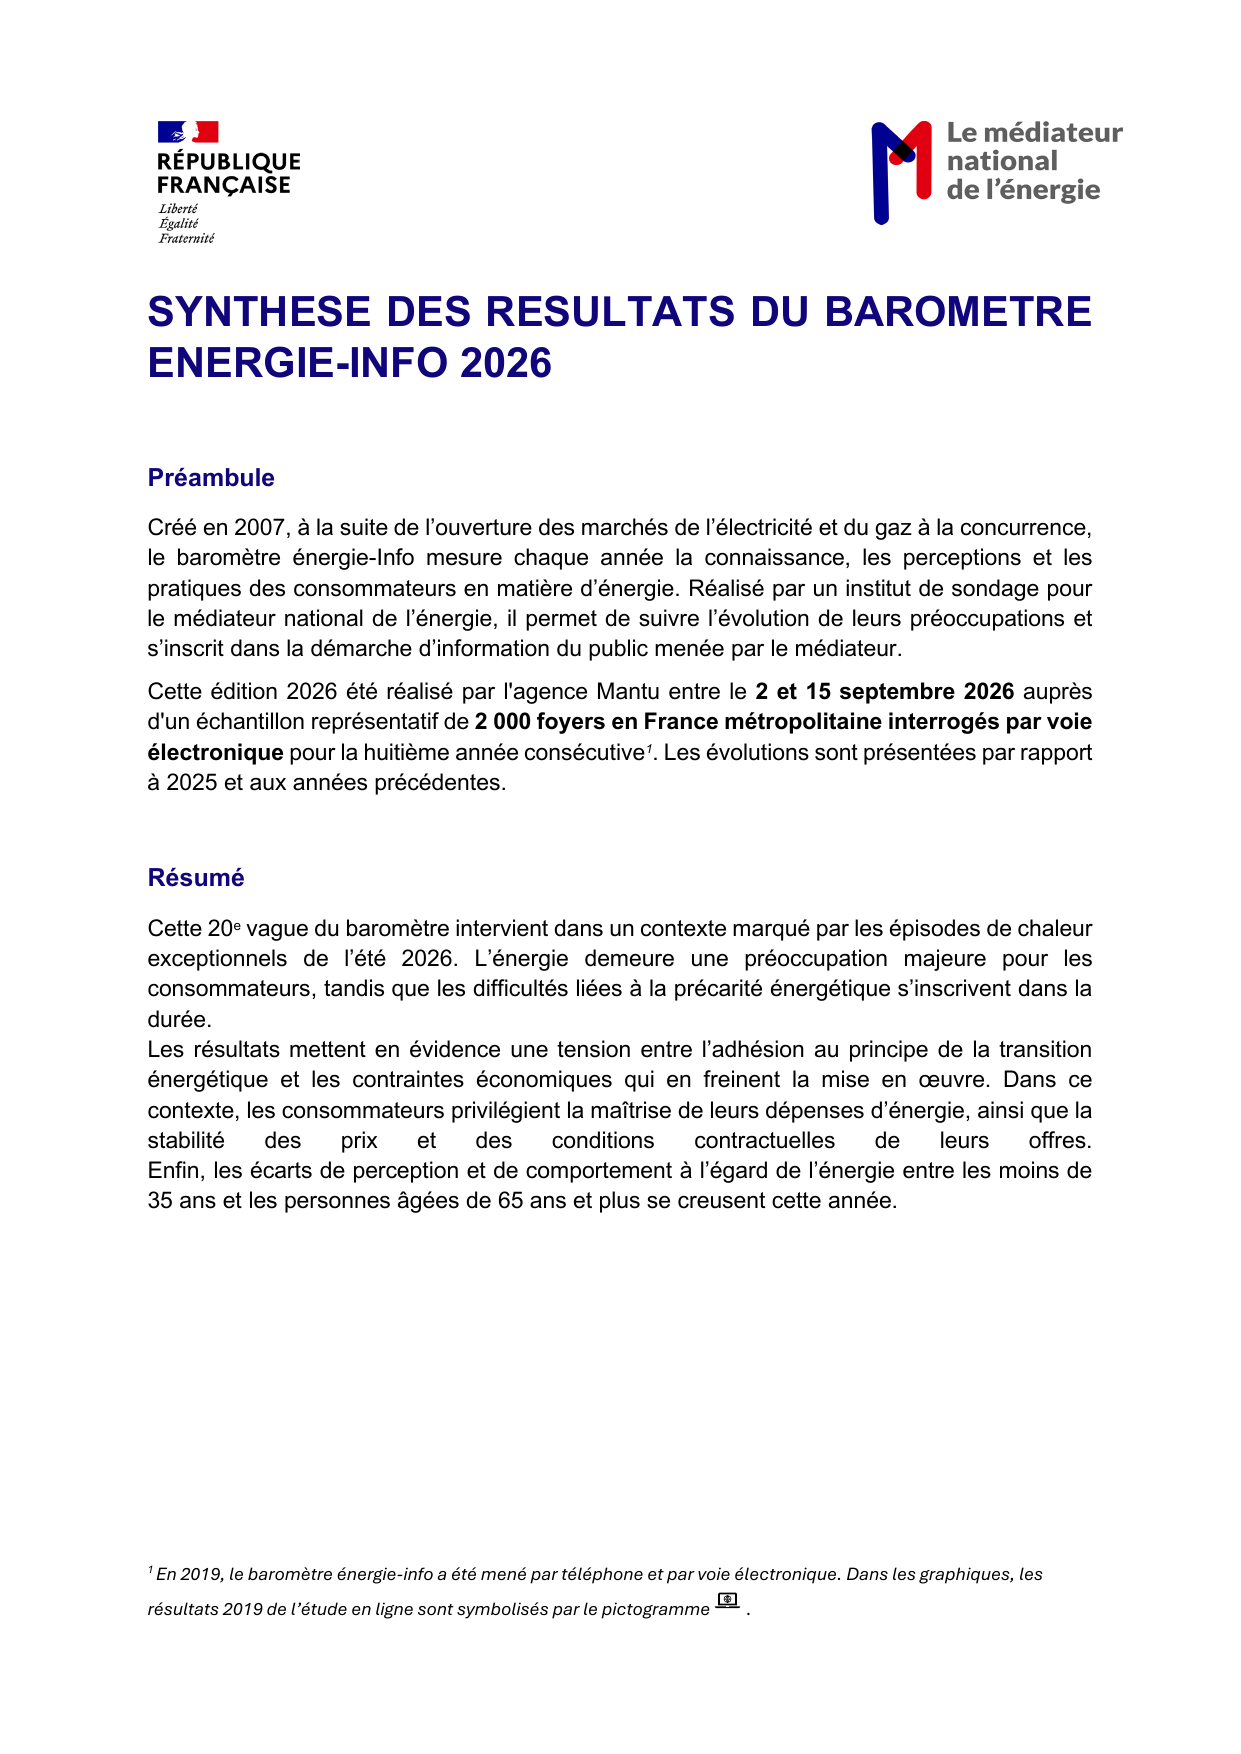 RÉPUBLIQUE
FRANÇAISE
Liberté
Égalité
Fraternité
Le médiateur
national
de l’énergie
SYNTHESE DES RESULTATS DU BAROMETRE
ENERGIE-INFO 2026
Préambule
Créé en 2007, à la suite de l’ouverture des marchés de l’électricité et du gaz à la concurrence,
le baromètre énergie-Info mesure chaque année la connaissance, les perceptions et les
pratiques des consommateurs en matière d’énergie. Réalisé par un institut de sondage pour
le médiateur national de l’énergie, il permet de suivre l’évolution de leurs préoccupations et
s’inscrit dans la démarche d’information du public menée par le médiateur.
Cette édition 2026 été réalisé par l'agence Mantu entre le 2 et 15 septembre 2026 auprès
d'un échantillon représentatif de 2 000 foyers en France métropolitaine interrogés par voie
électronique pour la huitième année consécutive1. Les évolutions sont présentées par rapport
à 2025 et aux années précédentes.
Résumé
Cette 20e vague du baromètre intervient dans un contexte marqué par les épisodes de chaleur
exceptionnels de l’été 2026. L’énergie demeure une préoccupation majeure pour les
consommateurs, tandis que les difficultés liées à la précarité énergétique s’inscrivent dans la
durée.
Les résultats mettent en évidence une tension entre l’adhésion au principe de la transition
énergétique et les contraintes économiques qui en freinent la mise en œuvre. Dans ce
contexte, les consommateurs privilégient la maîtrise de leurs dépenses d’énergie, ainsi que la
stabilité des prix et des conditions contractuelles de leurs offres.
Enfin, les écarts de perception et de comportement à l’égard de l’énergie entre les moins de
35 ans et les personnes âgées de 65 ans et plus se creusent cette année.
1 En 2019, le baromètre énergie-info a été mené par téléphone et par voie électronique. Dans les graphiques, les
résultats 2019 de l’étude en ligne sont symbolisés par le pictogramme .